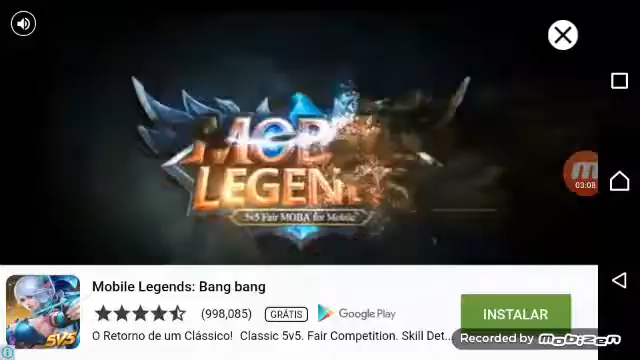 MOBILE
LEGENDS
5v5 Fair MOBA for Mobile
03:08
Mobile Legends: Bang bang
(998,085) GRÁTIS Google Play
INSTALAR
5V5
O Retorno de um Clássico! Classic 5v5. Fair Competition. Skill Det...
Recorded by Mobizen